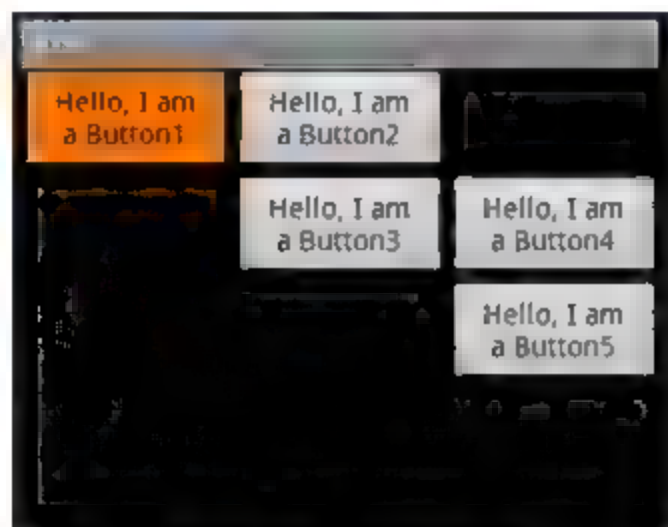 Hello, I am
a Button1
Hello, I am
a Button2
Hello, I am
a Button3
Hello, I am
a Button4
Hello, I am
a Button5